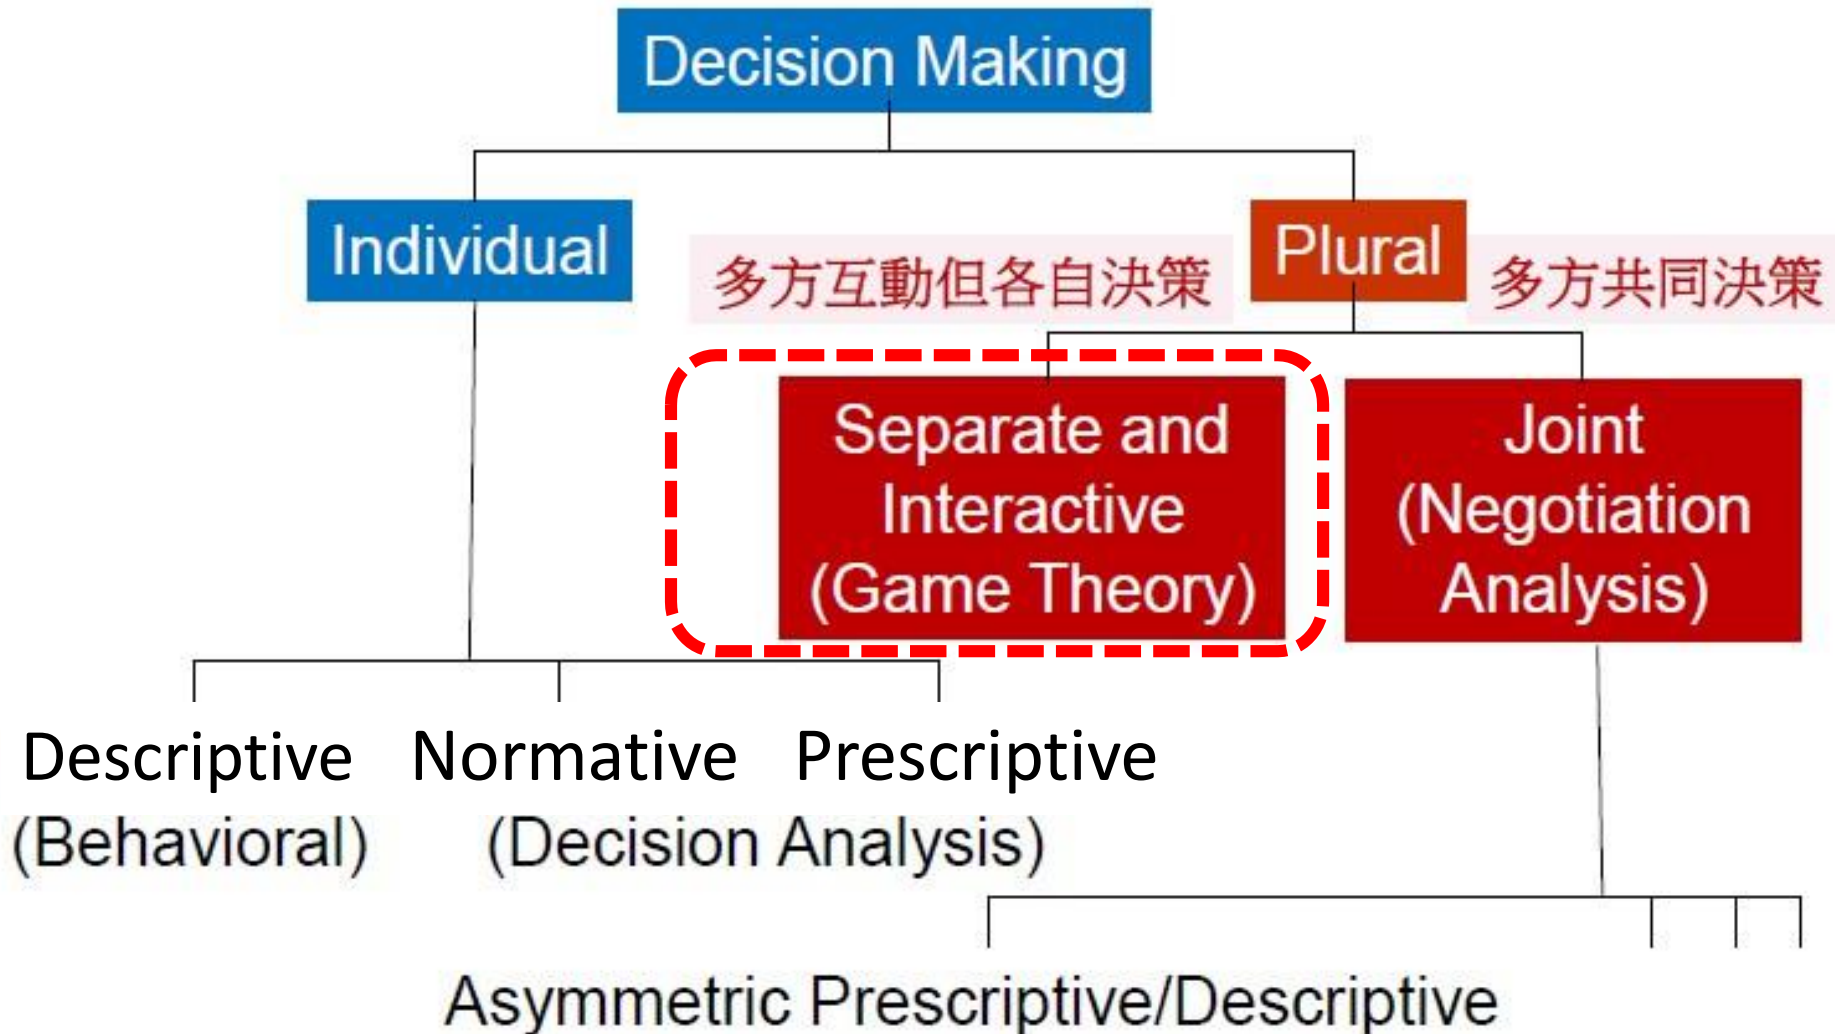 Decision Making
Individual
Plural
多方互動但各自決策
多方共同決策
Separate and
Interactive
(Game Theory)
Joint
(Negotiation
Analysis)
Descriptive Normative Prescriptive
(Behavioral) (Decision Analysis)
Asymmetric Prescriptive/Descriptive